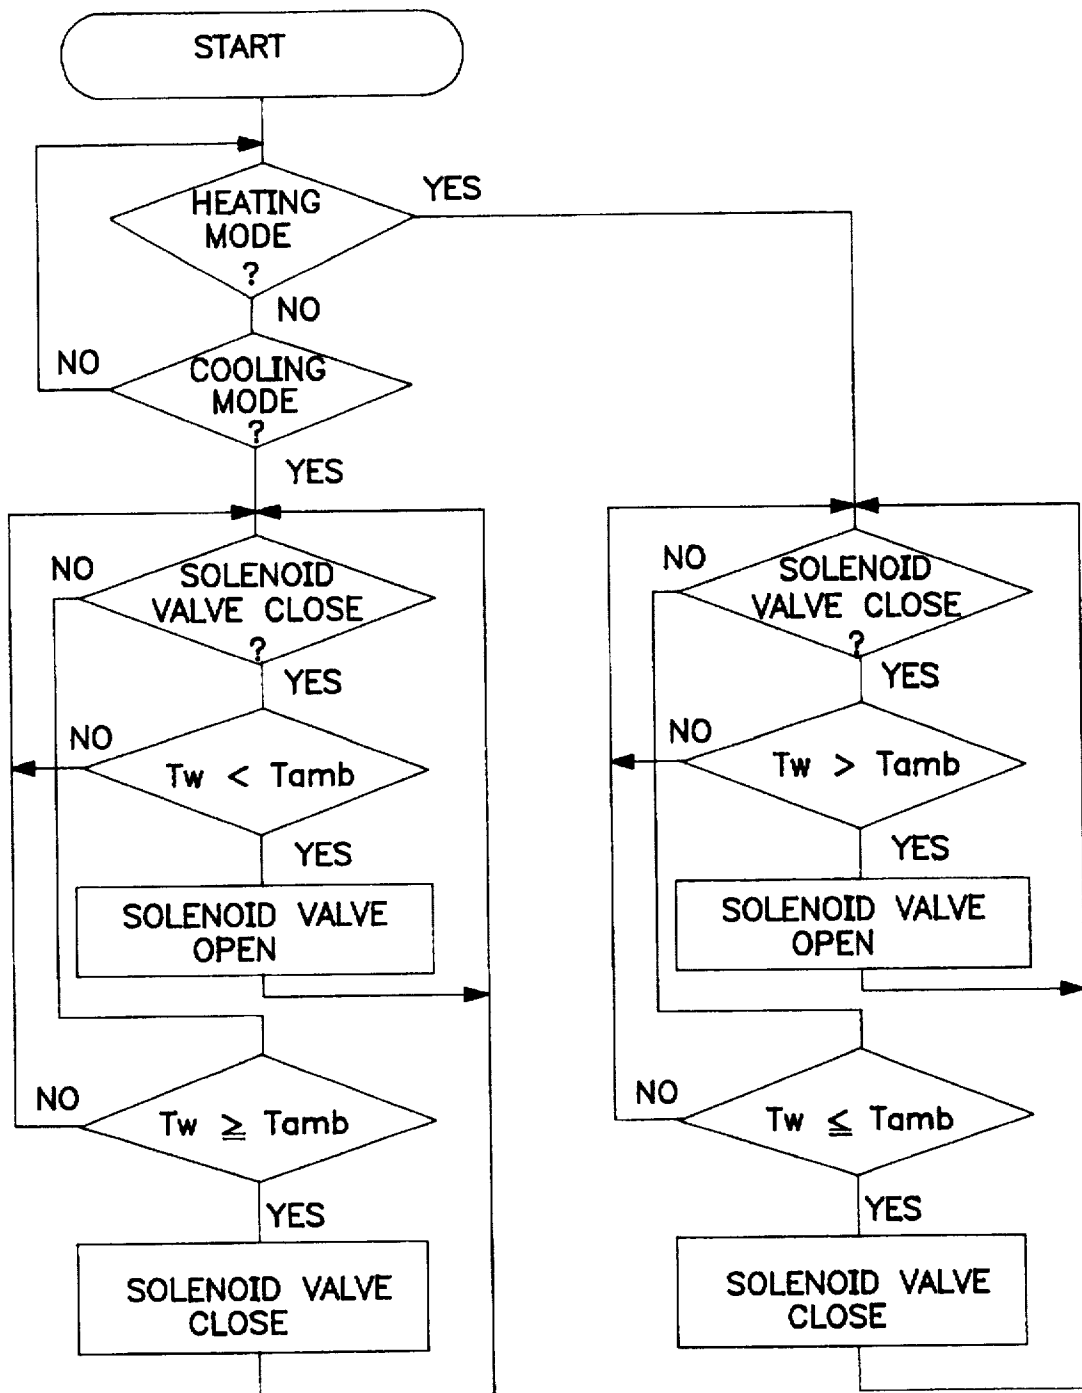 START
HEATING
MODE
?
YES
NO
COOLING
MODE
?
NO
YES
SOLENOID
VALVE CLOSE
?
NO
YES
Tw < Tamb
NO
YES
SOLENOID VALVE
OPEN
Tw ≧ Tamb
NO
YES
SOLENOID VALVE
CLOSE
SOLENOID
VALVE CLOSE
?
NO
YES
Tw > Tamb
NO
YES
SOLENOID VALVE
OPEN
Tw ≦ Tamb
NO
YES
SOLENOID VALVE
CLOSE